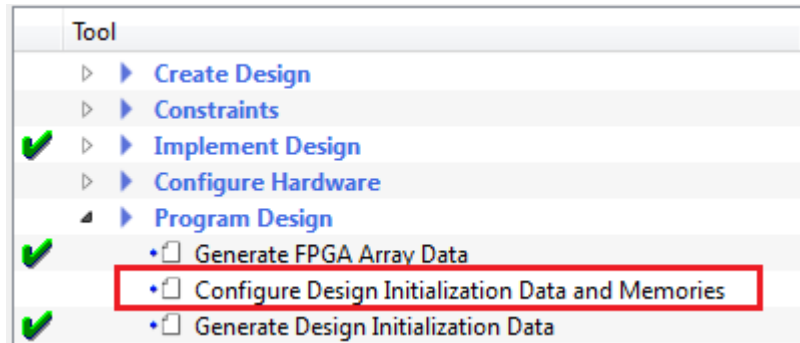 Tool
Create Design
Constraints
Implement Design
Configure Hardware
Program Design
Generate FPGA Array Data
Configure Design Initialization Data and Memories
Generate Design Initialization Data